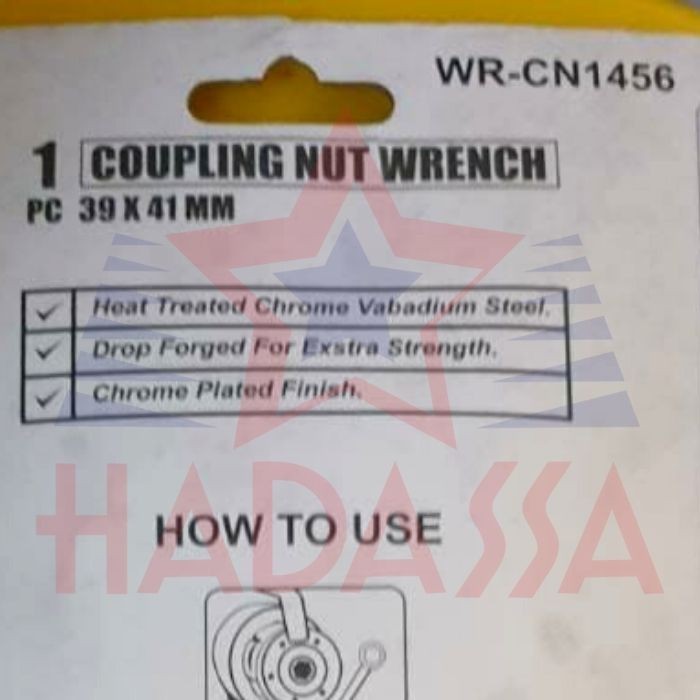 WR-CN1456
1 COUPLING NUT WRENCH
PC 39 X 41 MM
Heat Treated Chrome Vabadium Steel.
Drop Forged For Exstra Strength.
Chrome Plated Finish.
HADASSA
HOW TO USE